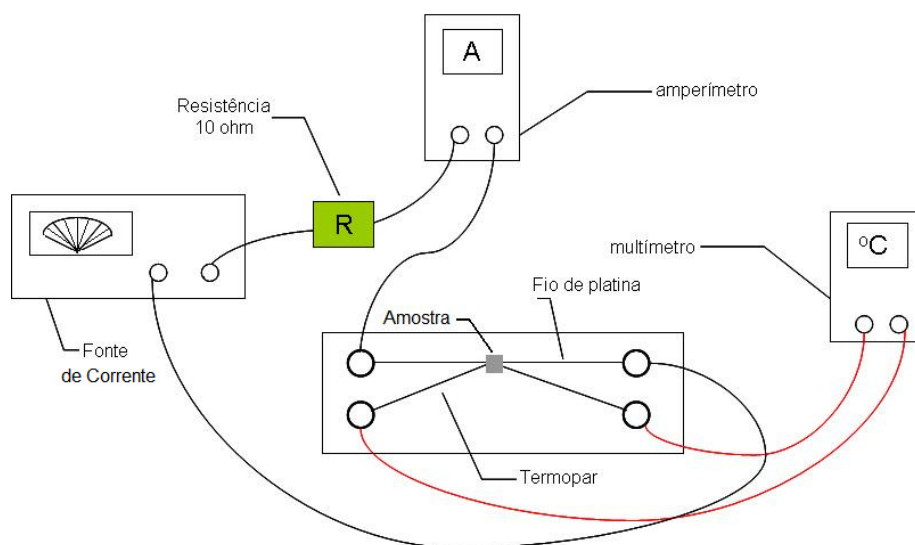 A
amperímetro
Resistência
10 ohm
R
ºC
multímetro
Fio de platina
Amostra
Fonte
de Corrente
Termopar